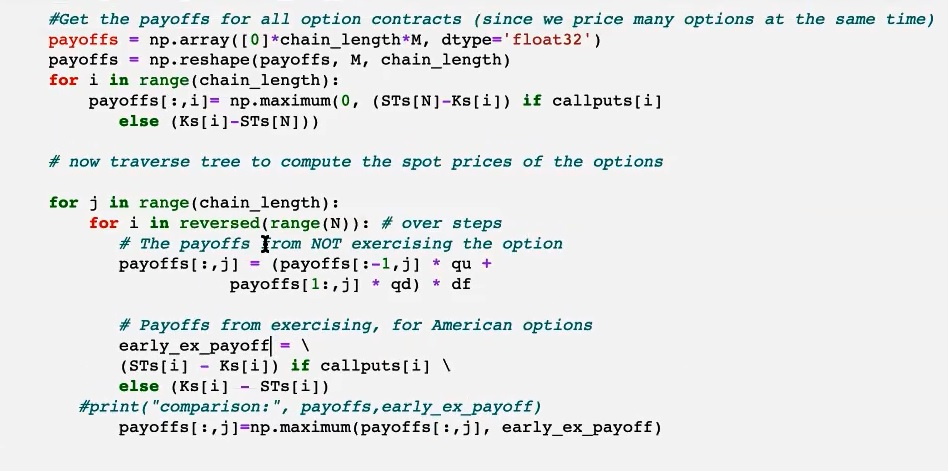 #Get the payoffs for all option contracts (since we price many options at the same time)
payoffs = np.array([0]*chain_length*M, dtype='float32')
payoffs = np.reshape(payoffs, M, chain_length)
for i in range(chain_length):
    payoffs[:,i]= np.maximum(0, (STs[N]-Ks[i]) if callputs[i]
       else (Ks[i]-STs[N]))
# now traverse tree to compute the spot prices of the options
for j in range(chain_length):
    for i in reversed(range(N)): # over steps
       # The payoffs from NOT exercising the option
       payoffs[:,j] = (payoffs[:-1,j] * qu +
                  payoffs[1:,j] * qd) * df
       # Payoffs from exercising, for American options
       early_ex_payoff = \
       (STs[i] - Ks[i]) if callputs[i] \
       else (Ks[i] - STs[i])
   #print("comparison:", payoffs,early_ex_payoff)
       payoffs[:,j]=np.maximum(payoffs[:,j], early_ex_payoff)